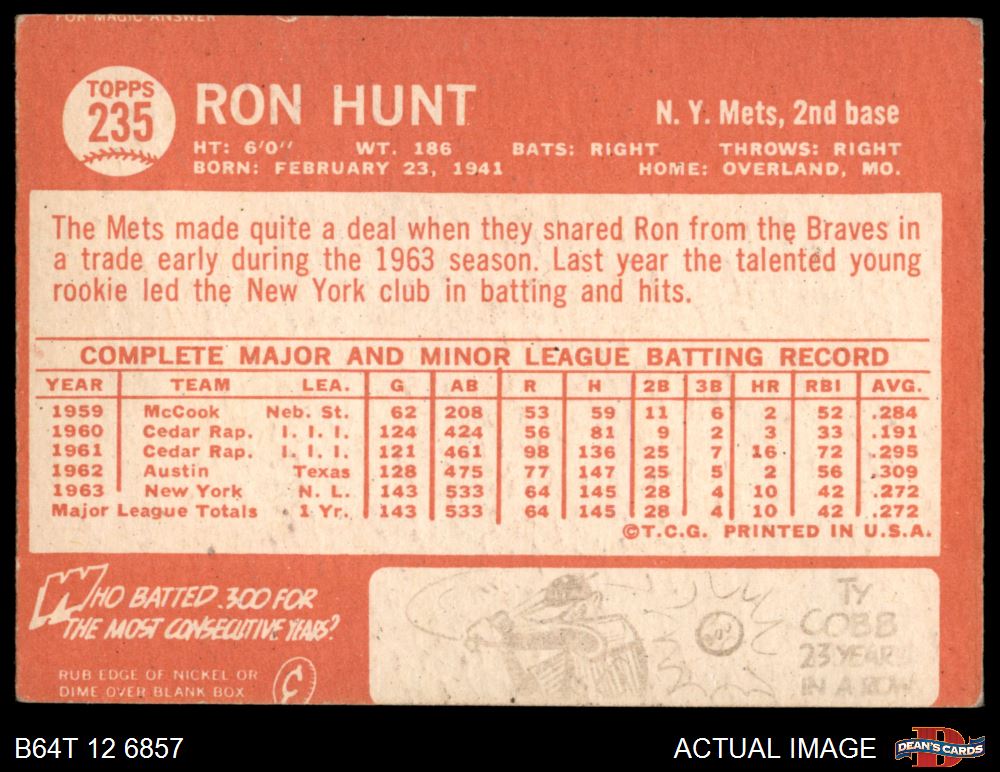 FOR MAGIC ANSWER
TOPPS
235
RON HUNT
N. Y. Mets, 2nd base
HT: 6'0" WT. 186 BATS: RIGHT THROWS: RIGHT
BORN: FEBRUARY 23, 1941 HOME: OVERLAND, MO.
The Mets made quite a deal when they snared Ron from the Braves in
a trade early during the 1963 season. Last year the talented young
rookie led the New York club in batting and hits.
COMPLETE MAJOR AND MINOR LEAGUE BATTING RECORD
YEAR TEAM LEA. G AB R H 2B 3B HR RBI AVG.
1959 McCook Neb. St. 62 208 53 59 11 6 2 52 .284
1960 Cedar Rap. I. I. I. 124 424 56 81 9 2 3 33 .191
1961 Cedar Rap. I. I. I. 121 461 98 136 25 7 16 72 .295
1962 Austin Texas 128 475 77 147 25 5 2 56 .309
1963 New York N. L. 143 533 64 145 28 4 10 42 .272
Major League Totals 1 Yr. 143 533 64 145 28 4 10 42 .272
©T.C.G. PRINTED IN U.S.A.
WHO BATTED .300 FOR
THE MOST CONSECUTIVE YEARS?
RUB EDGE OF NICKEL OR
DIME OVER BLANK BOX
¢
TY
COBB
23 YEARS
IN A ROW
B64T 12 6857
ACTUAL IMAGE
D
DEAN'S CARDS